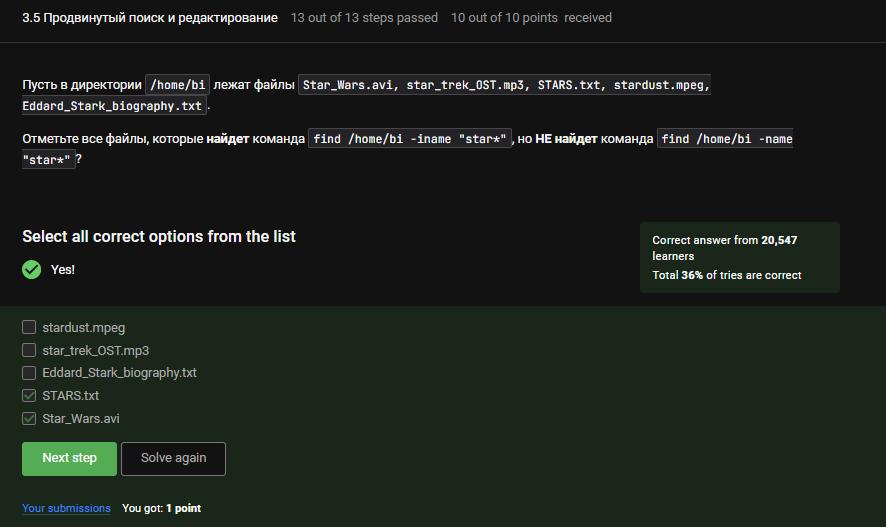 3.5 Продвинутый поиск и редактирование 13 out of 13 steps passed 10 out of 10 points received
Пусть в директории /home/bi лежат файлы Star_Wars.avi, star_trek_OST.mp3, STARS.txt, stardust.mpeg,
Eddard_Stark_biography.txt.
Отметьте все файлы, которые найдет команда find /home/bi -iname "star*", но НЕ найдет команда find /home/bi -name
"star*"?
Select all correct options from the list
Yes!
Correct answer from 20,547
learners
Total 36% of tries are correct
stardust.mpeg
star_trek_OST.mp3
Eddard_Stark_biography.txt
STARS.txt
Star_Wars.avi
Next step Solve again
Your submissions You got: 1 point